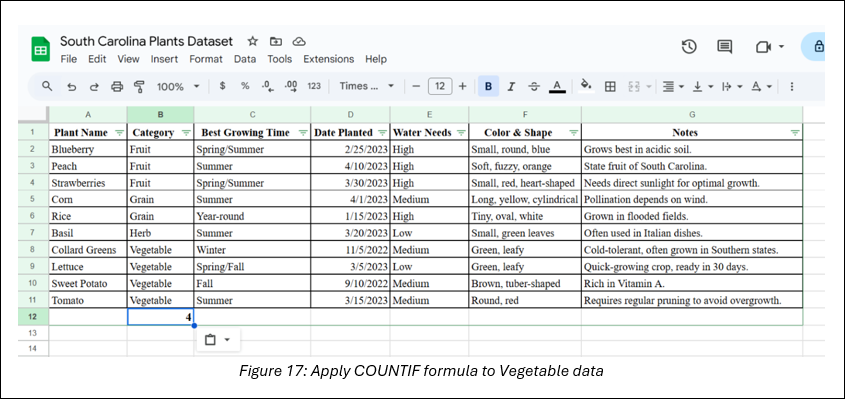 South Carolina Plants Dataset
File Edit View Insert Format Data Tools Extensions Help
100% $ % .0 .00 123 Times ... − 12 + B I S A
A B C D E F G
1 Plant Name Category Best Growing Time Date Planted Water Needs Color & Shape Notes
2 Blueberry Fruit Spring/Summer 2/25/2023 High Small, round, blue Grows best in acidic soil.
3 Peach Fruit Summer 4/10/2023 High Soft, fuzzy, orange State fruit of South Carolina.
4 Strawberries Fruit Spring/Summer 3/30/2023 High Small, red, heart-shaped Needs direct sunlight for optimal growth.
5 Corn Grain Summer 4/1/2023 Medium Long, yellow, cylindrical Pollination depends on wind.
6 Rice Grain Year-round 1/15/2023 High Tiny, oval, white Grown in flooded fields.
7 Basil Herb Summer 3/20/2023 Low Small, green leaves Often used in Italian dishes.
8 Collard Greens Vegetable Winter 11/5/2022 Medium Green, leafy Cold-tolerant, often grown in Southern states.
9 Lettuce Vegetable Spring/Fall 3/5/2023 Low Green, leafy Quick-growing crop, ready in 30 days.
10 Sweet Potato Vegetable Fall 9/10/2022 Medium Brown, tuber-shaped Rich in Vitamin A.
11 Tomato Vegetable Summer 3/15/2023 Medium Round, red Requires regular pruning to avoid overgrowth.
12 4
13
14
Figure 17: Apply COUNTIF formula to Vegetable data